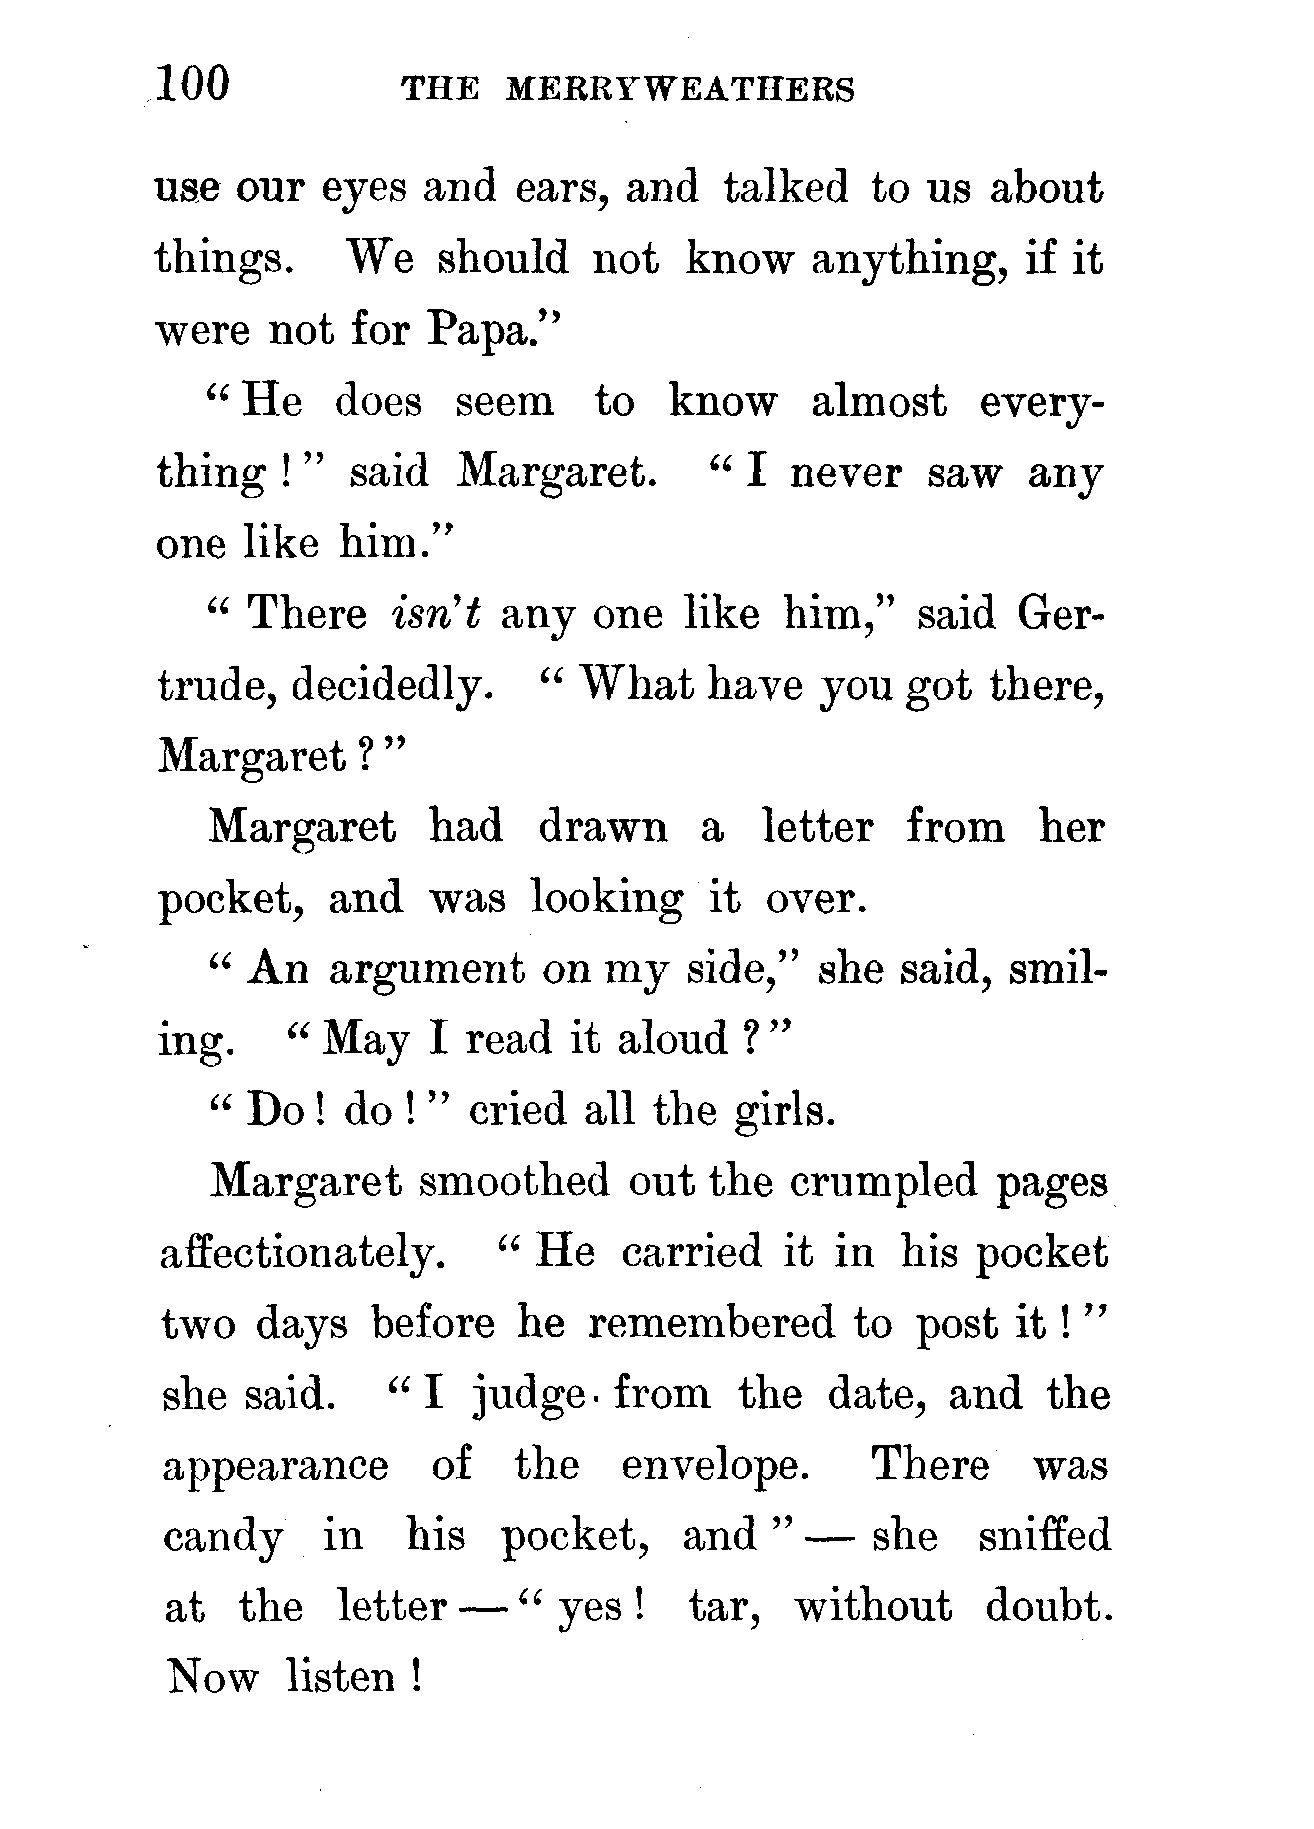 100 THE MERRYWEATHERS
use our eyes and ears, and talked to us about
things. We should not know anything, if it
were not for Papa."
" He does seem to know almost every-
thing ! " said Margaret. " I never saw any
one like him."
" There isn't any one like him," said Ger-
trude, decidedly. " What have you got there,
Margaret ? "
Margaret had drawn a letter from her
pocket, and was looking it over.
" An argument on my side," she said, smil-
ing. " May I read it aloud ? "
" Do ! do ! " cried all the girls.
Margaret smoothed out the crumpled pages
affectionately. " He carried it in his pocket
two days before he remembered to post it ! "
she said. " I judge from the date, and the
appearance of the envelope. There was
candy in his pocket, and " — she sniffed
at the letter — " yes ! tar, without doubt.
Now listen !